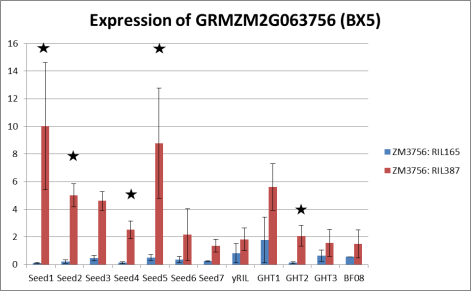 Expression of GRMZM2G063756 (BX5)
16
14
12
10
8
6
4
2
0
Seed1 Seed2 Seed3 Seed4 Seed5 Seed6 Seed7 yRIL GHT1 GHT2 GHT3 BF08
ZM3756: RIL165
ZM3756: RIL387